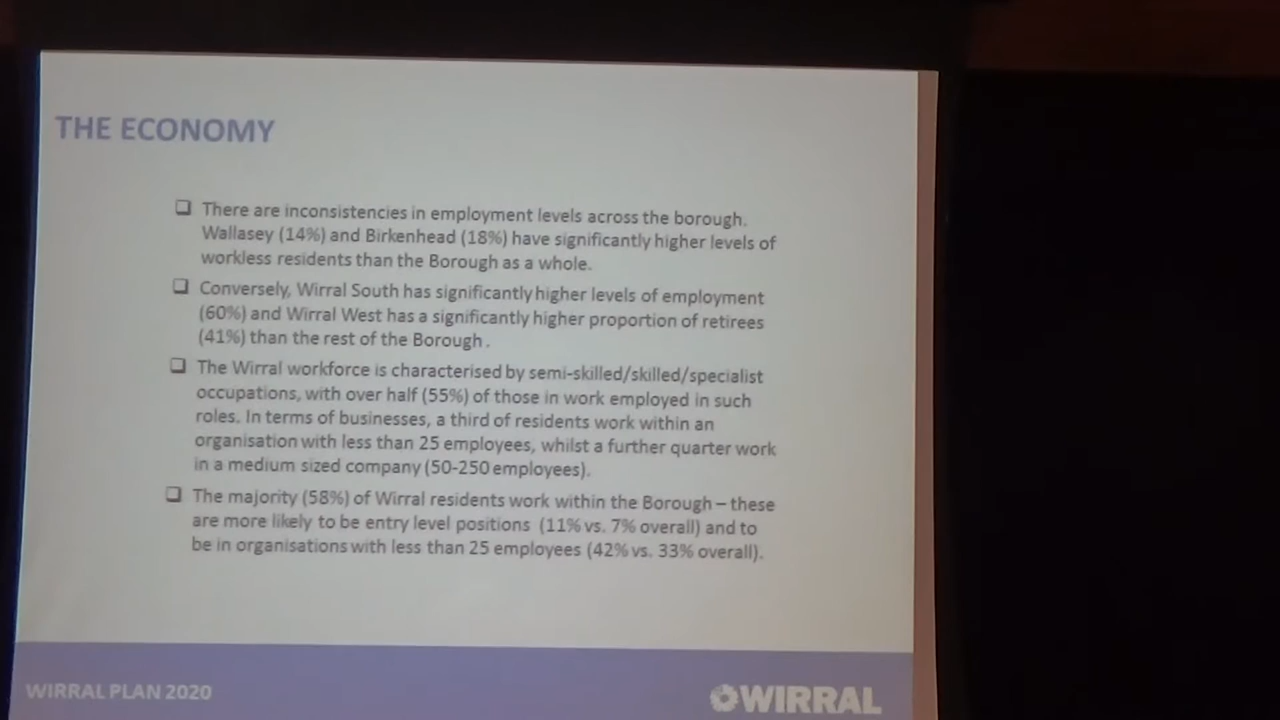 THE ECONOMY
There are inconsistencies in employment levels across the borough.
Wallasey (14%) and Birkenhead (18%) have significantly higher levels of
workless residents than the Borough as a whole.
Conversely, Wirral South has significantly higher levels of employment
(60%) and Wirral West has a significantly higher proportion of retirees
(41%) than the rest of the Borough.
The Wirral workforce is characterised by semi-skilled/skilled/specialist
occupations, with over half (55%) of those in work employed in such
roles. In terms of businesses, a third of residents work within an
organisation with less than 25 employees, whilst a further quarter work
in a medium sized company (50-250 employees).
The majority (58%) of Wirral residents work within the Borough – these
are more likely to be entry level positions (11% vs. 7% overall) and to
be in organisations with less than 25 employees (42% vs. 33% overall).
WIRRAL PLAN 2020
WIRRAL